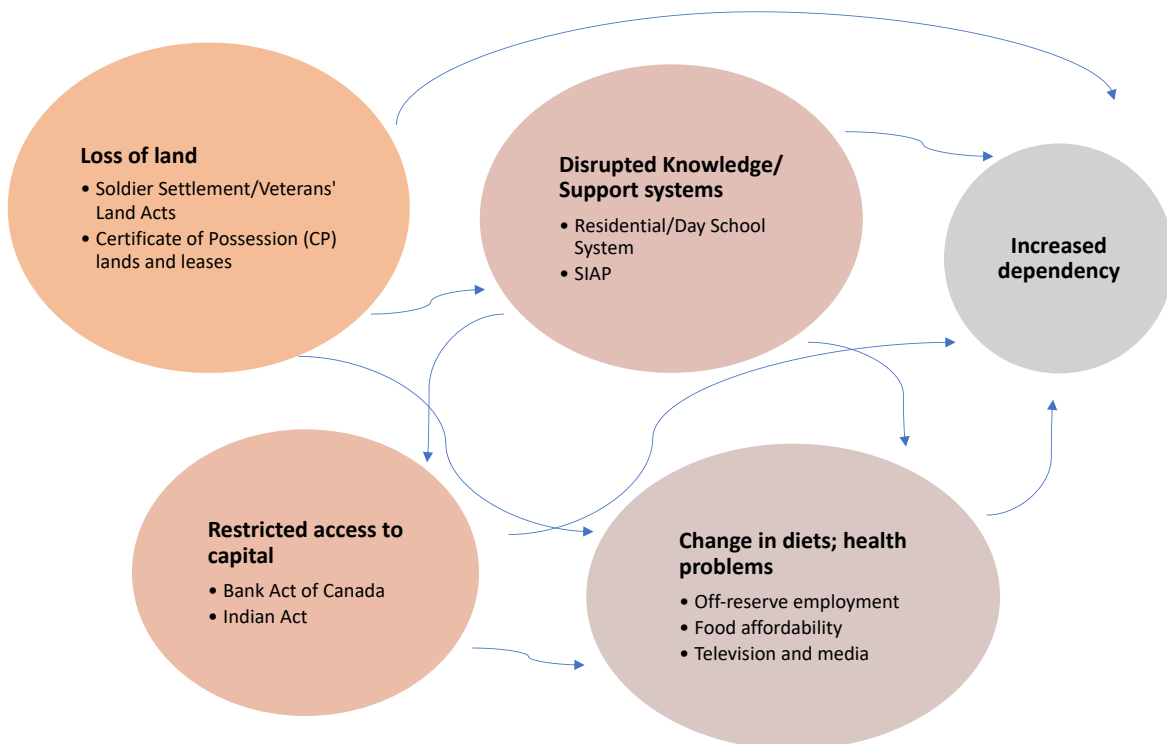 Loss of land
• Soldier Settlement/Veterans'
Land Acts
• Certificate of Possession (CP)
lands and leases
Disrupted Knowledge/
Support systems
• Residential/Day School
System
• SIAP
Increased
dependency
Restricted access to
capital
• Bank Act of Canada
• Indian Act
Change in diets; health
problems
• Off-reserve employment
• Food affordability
• Television and media